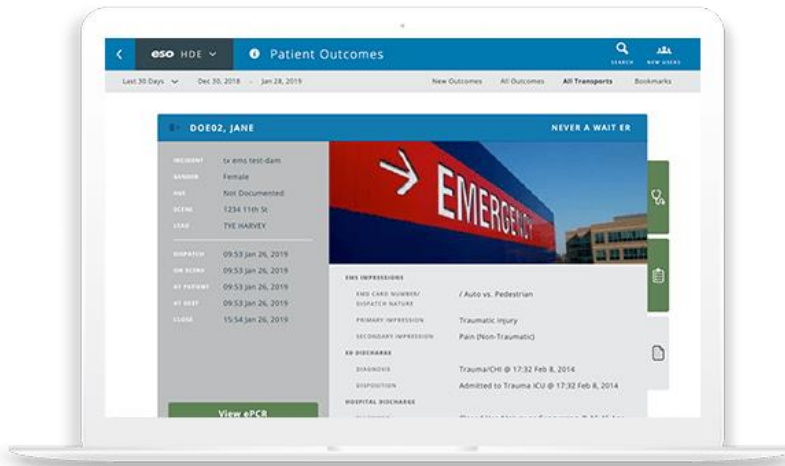 eso HDE
Patient Outcomes
SEARCH
NEW USERS
Last 30 Days
Dec 30, 2018 - Jan 28, 2019
New Outcomes
All Outcomes
All Transports
Bookmarks
DOE02, JANE
NEVER A WAIT ER
INCIDENT tx ems test-dam
GENDER Female
AGE Not Documented
SCENE 1234 11th St
LEAD TYE HARVEY
DISPATCH 09:53 Jan 26, 2019
ON SCENE 09:53 Jan 26, 2019
AT PATIENT 09:53 Jan 26, 2019
AT DEST 09:53 Jan 26, 2019
CLOSE 15:54 Jan 26, 2019
View ePCR
EMERGENCY
EMS IMPRESSIONS
EMD CARD NUMBER/
DISPATCH NATURE / Auto vs. Pedestrian
PRIMARY IMPRESSION Traumatic injury
SECONDARY IMPRESSION Pain (Non-Traumatic)
ED DISCHARGE
DIAGNOSIS Trauma/CHI @ 17:32 Feb 8, 2014
DISPOSITION Admitted to Trauma ICU @ 17:32 Feb 8, 2014
HOSPITAL DISCHARGE